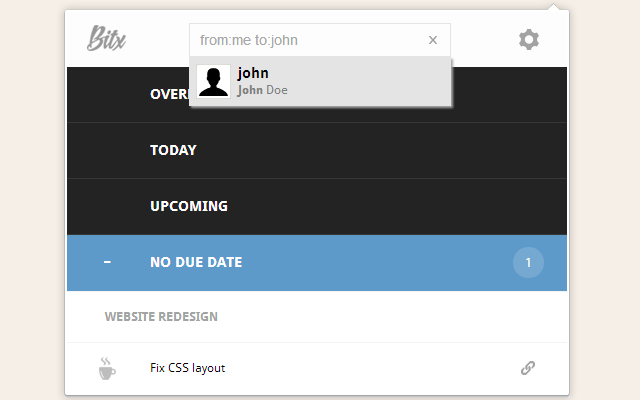 Bitx
from:me to:john
x
john
John Doe
TODAY
UPCOMING
NO DUE DATE
1
WEBSITE REDESIGN
Fix CSS layout